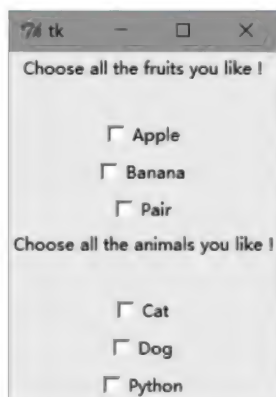 tk
Choose all the fruits you like !
Apple
Banana
Pair
Choose all the animals you like !
Cat
Dog
Python